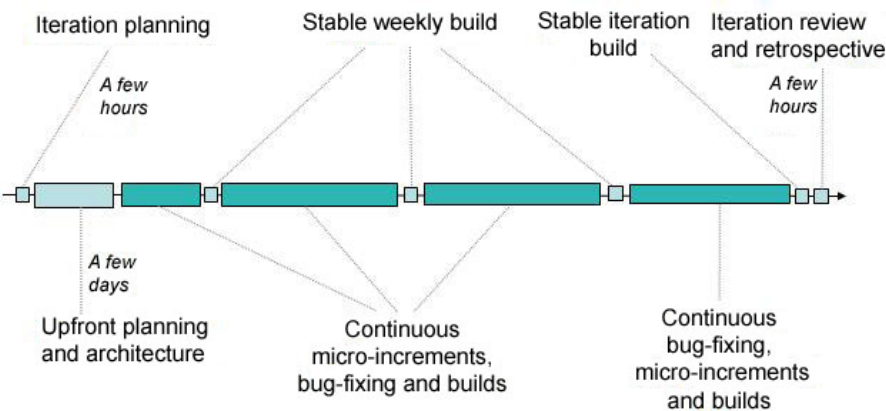 Iteration planning
Stable weekly build
Stable iteration
build
Iteration review
and retrospective
A few
hours
A few
hours
A few
days
Upfront planning
and architecture
Continuous
micro-increments,
bug-fixing and builds
Continuous
bug-fixing,
micro-increments
and builds